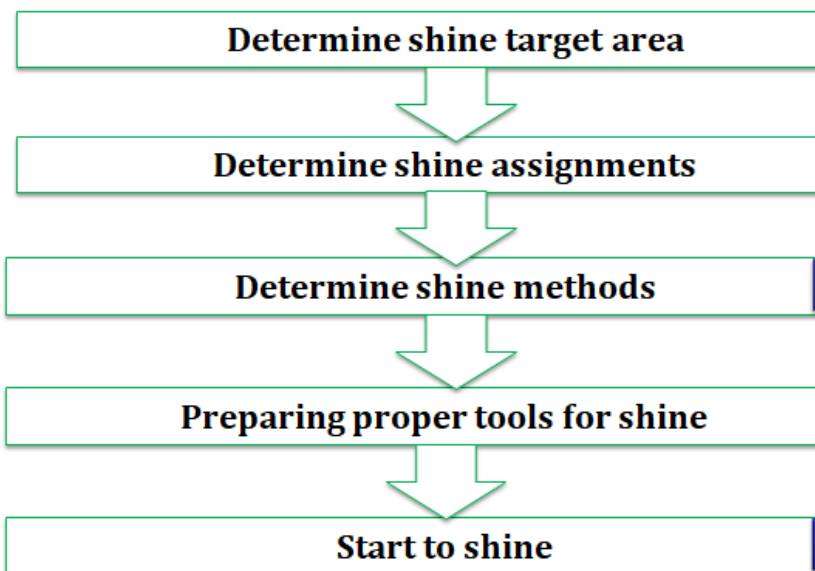 Determine shine target area
Determine shine assignments
Determine shine methods
Preparing proper tools for shine
Start to shine